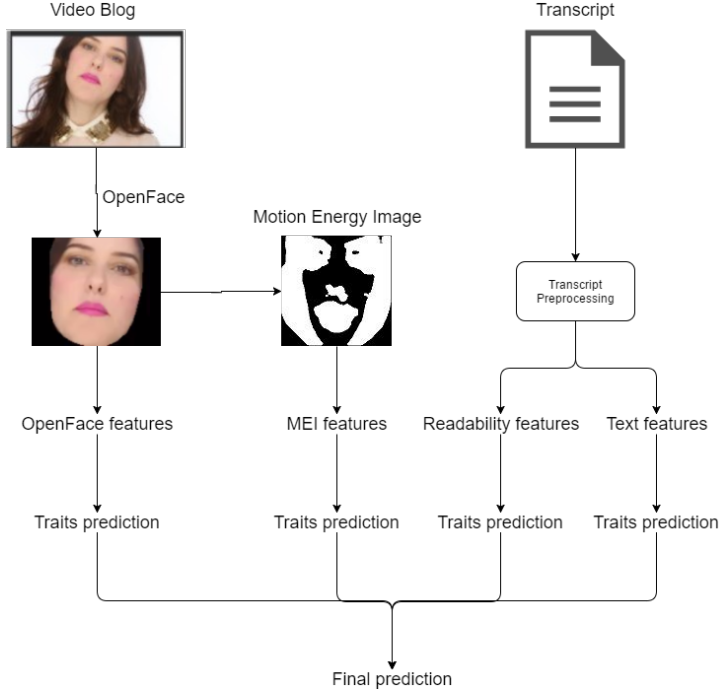 Video Blog
Transcript
OpenFace
Motion Energy Image
Transcript
Preprocessing
OpenFace features
MEI features
Readability features
Text features
Traits prediction
Traits prediction
Traits prediction
Traits prediction
Final prediction